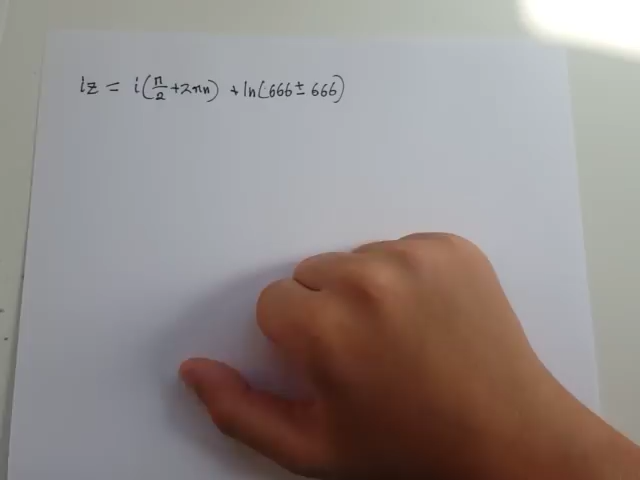 iz = i(π/2 + 2πn) + ln(666 ± 666)